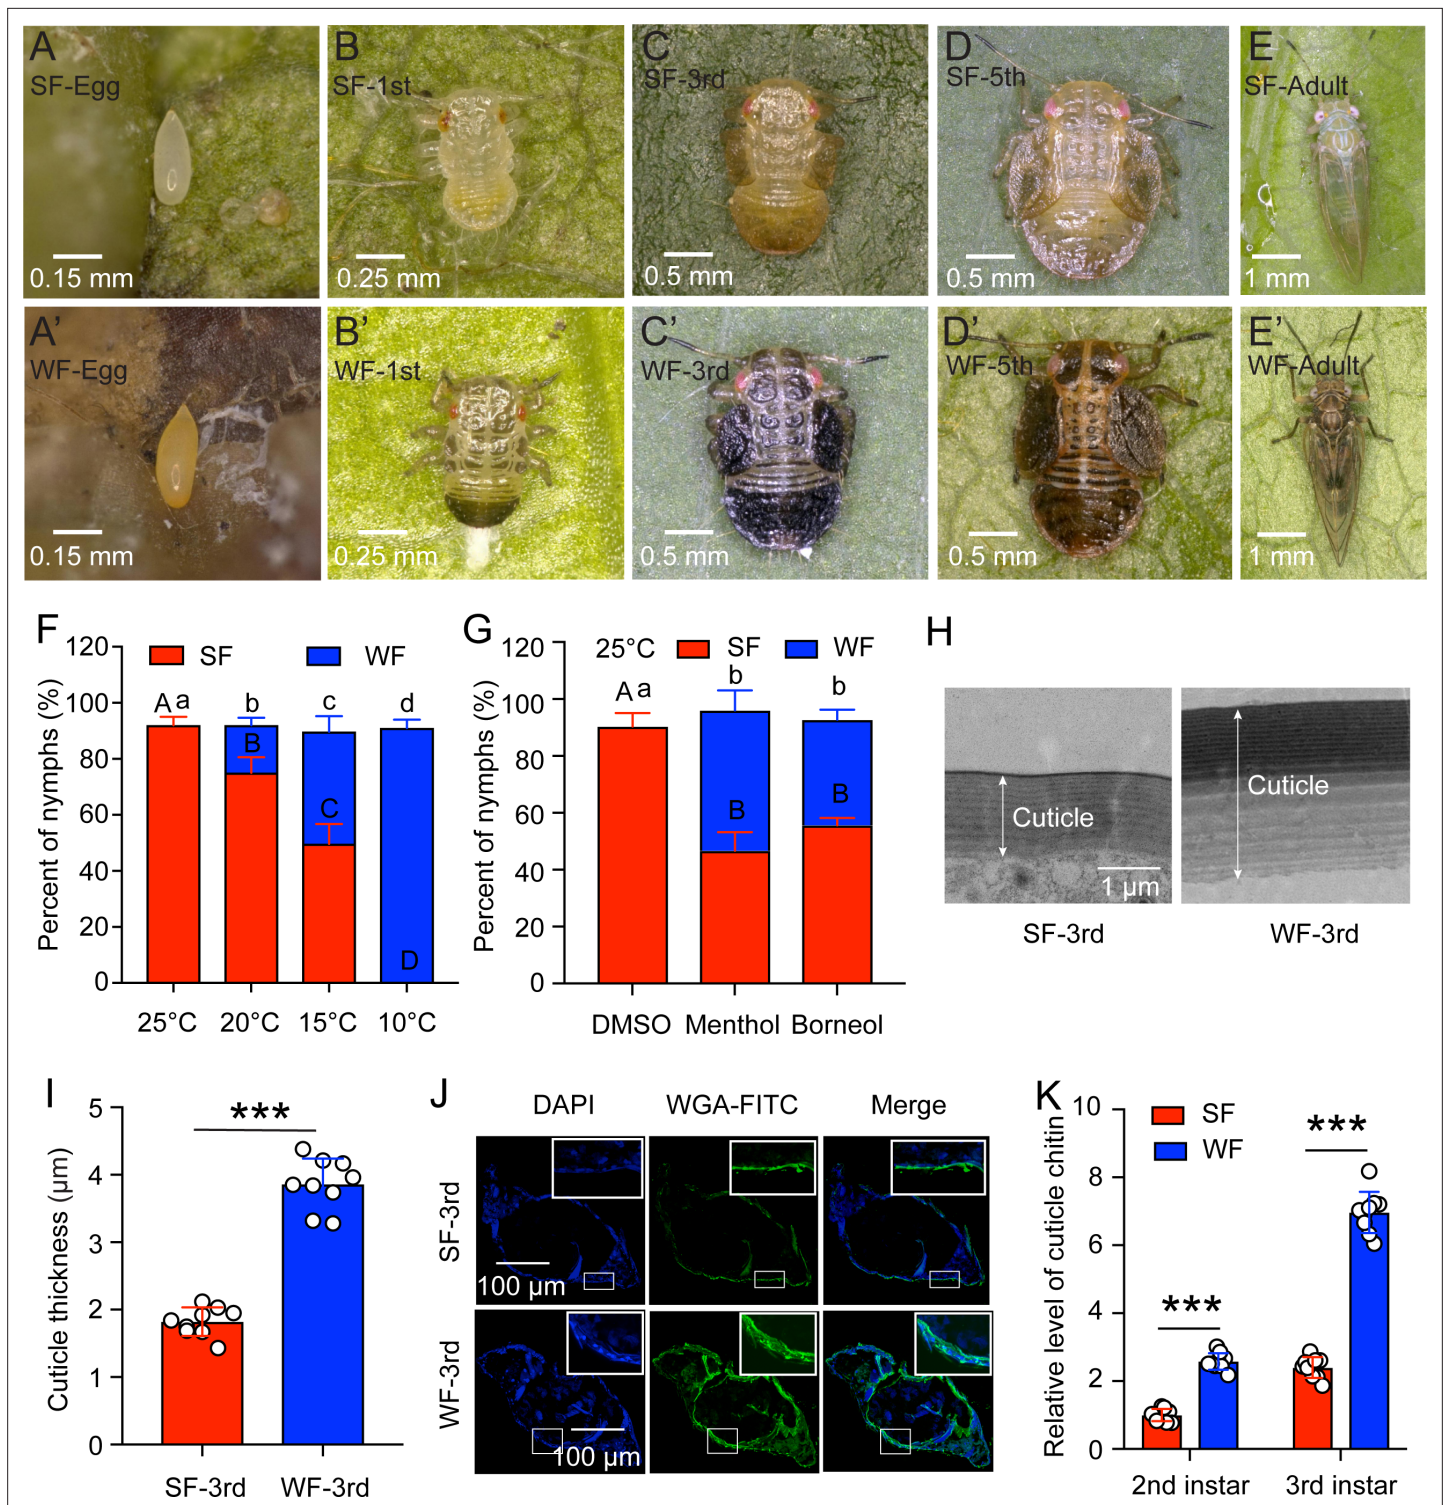 A
SF-Egg
0.15 mm
B
SF-1st
0.25 mm
C
SF-3rd
0.5 mm
D
SF-5th
0.5 mm
E
SF-Adult
1 mm
A'
WF-Egg
0.15 mm
B'
WF-1st
0.25 mm
C'
WF-3rd
0.5 mm
D'
WF-5th
0.5 mm
E'
WF-Adult
1 mm
F
SF WF
Percent of nymphs (%)
120
100
80
60
40
20
0
A a b c d
B
C
D
25°C 20°C 15°C 10°C
G
25°C SF WF
Percent of nymphs (%)
120
100
80
60
40
20
0
A a b b
B B
DMSO Menthol Borneol
H
Cuticle
1 µm
Cuticle
SF-3rd WF-3rd
I
Cuticle thickness (µm)
5
4
3
2
1
0
***
SF-3rd WF-3rd
J
DAPI WGA-FITC Merge
SF-3rd
100 µm
WF-3rd
100 µm
K
SF
WF
Relative level of cuticle chitin
10
8
6
4
2
0
***
***
2nd instar 3rd instar